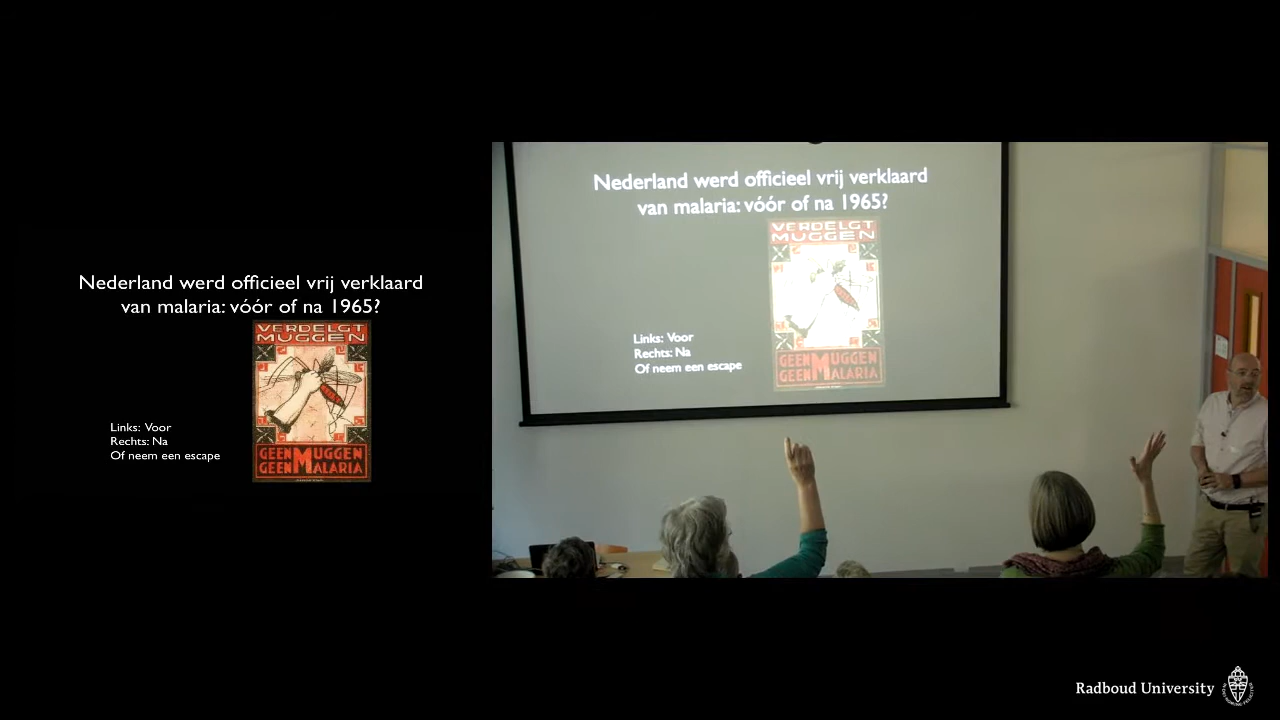 Nederland werd officieel vrij verklaard
van malaria: vóór of na 1965?
VERDELGT
MUGGEN
Links: Voor
Rechts: Na
Of neem een escape
GEEN MUGGEN
GEEN MALARIA
Nederland werd officieel vrij verklaard
van malaria: vóór of na 1965?
VERDELGT
MUGGEN
Links: Voor
Rechts: Na
Of neem een escape
GEEN MUGGEN
GEEN MALARIA
Radboud University